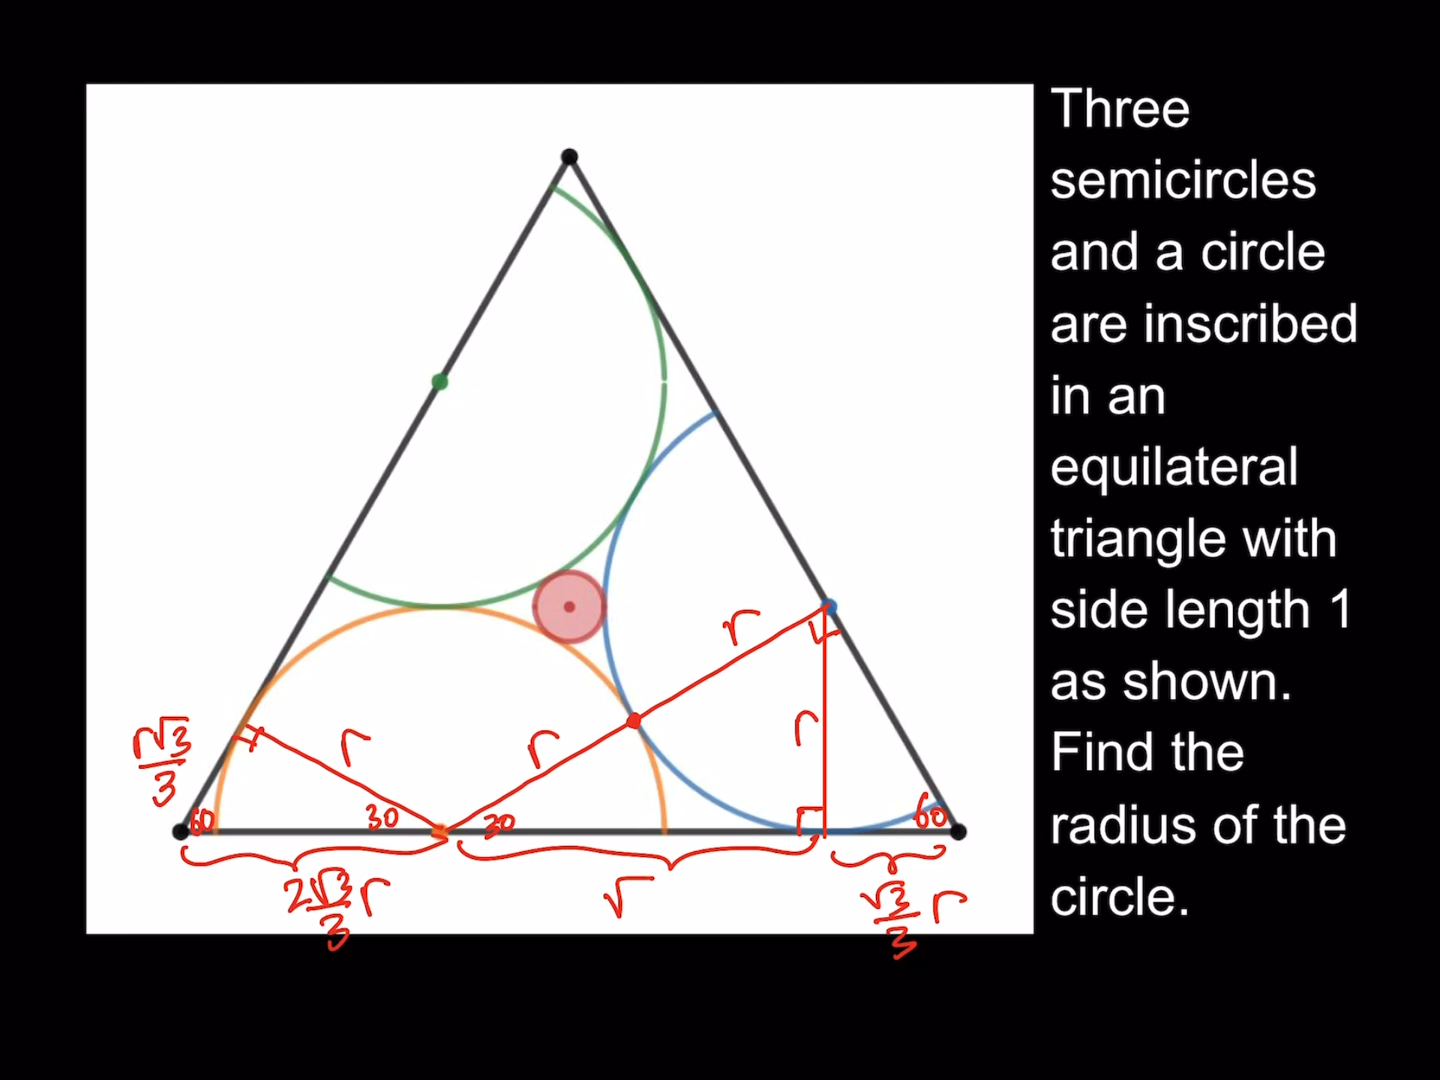 Three
semicircles
and a circle
are inscribed
in an
equilateral
triangle with
side length 1
as shown.
Find the
radius of the
circle.
r
r
r
r
r√3/3
60
30
30
60
2√3/3 r
√
√3/3 r